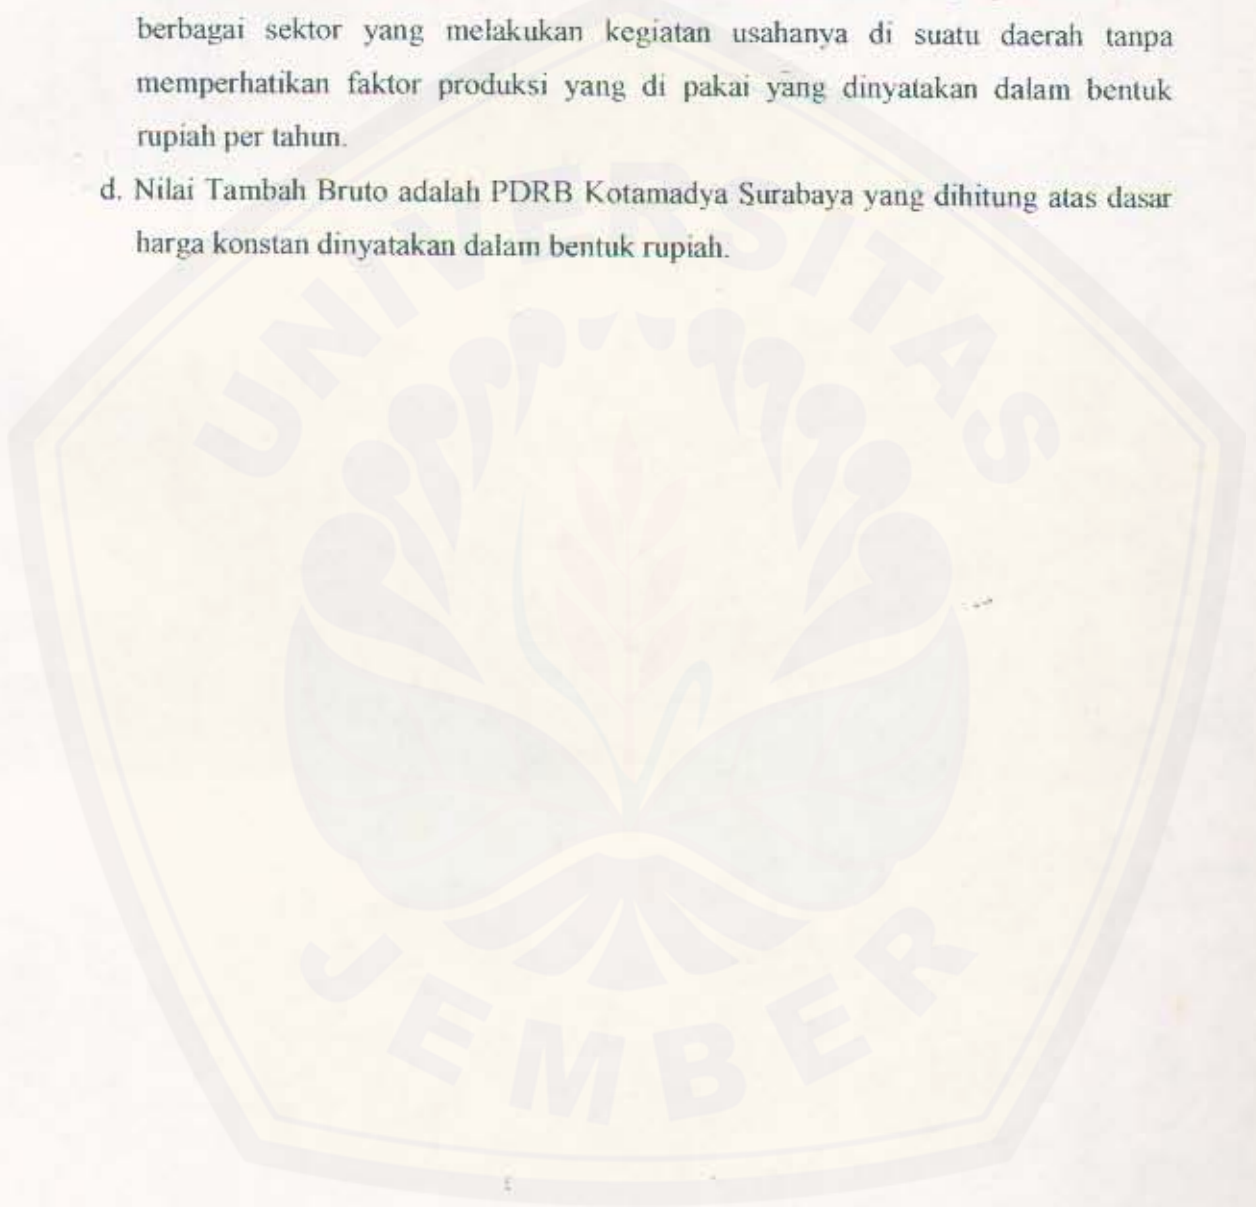 berbagai sektor yang melakukan kegiatan usahanya di suatu daerah tanpa
memperhatikan faktor produksi yang di pakai yang dinyatakan dalam bentuk
rupiah per tahun.
d. Nilai Tambah Bruto adalah PDRB Kotamadya Surabaya yang dihitung atas dasar
harga konstan dinyatakan dalam bentuk rupiah.
UNIVERSITAS
JEMBER